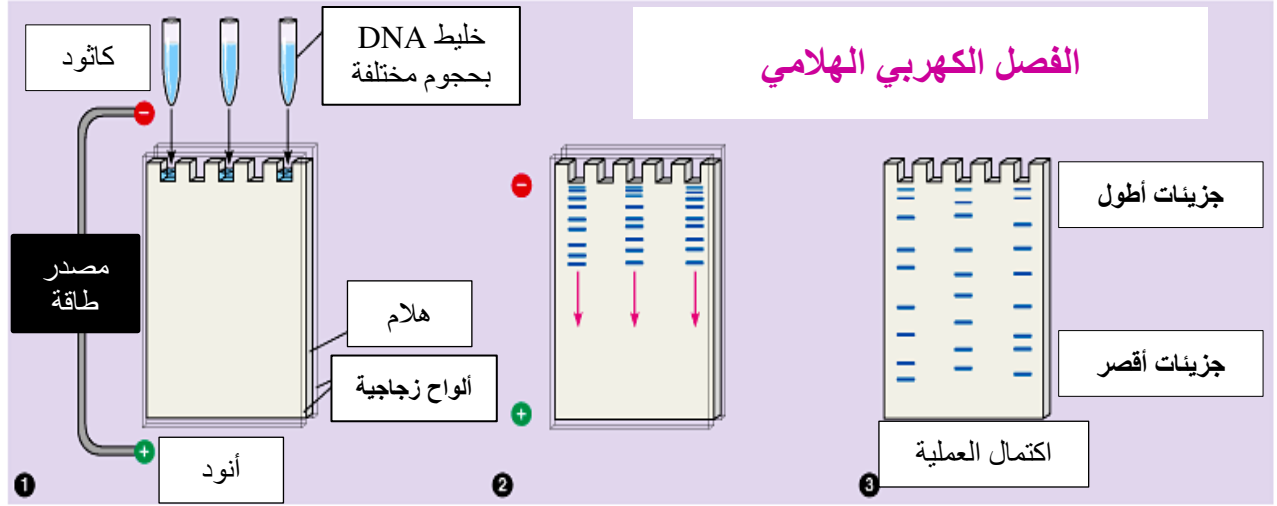 الفصل الكهربي الهلامي
كاثود
خليط DNA
بحجوم مختلفة
−
مصدر
طاقة
هلام
ألواح زجاجية
+
أنود
1
−
+
2
جزيئات أطول
جزيئات أقصر
اكتمال العملية
3